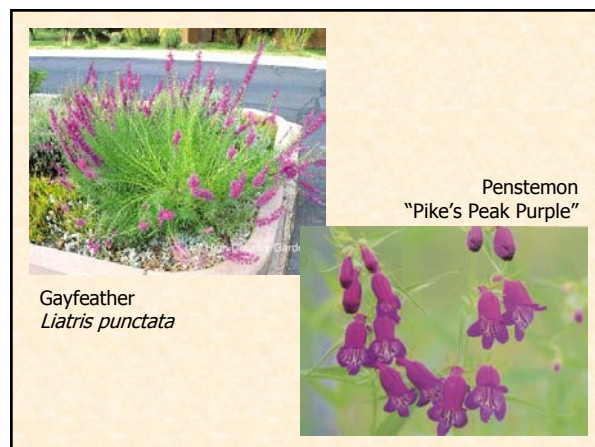 Gayfeather
Liatris punctata
Penstemon
“Pike’s Peak Purple”